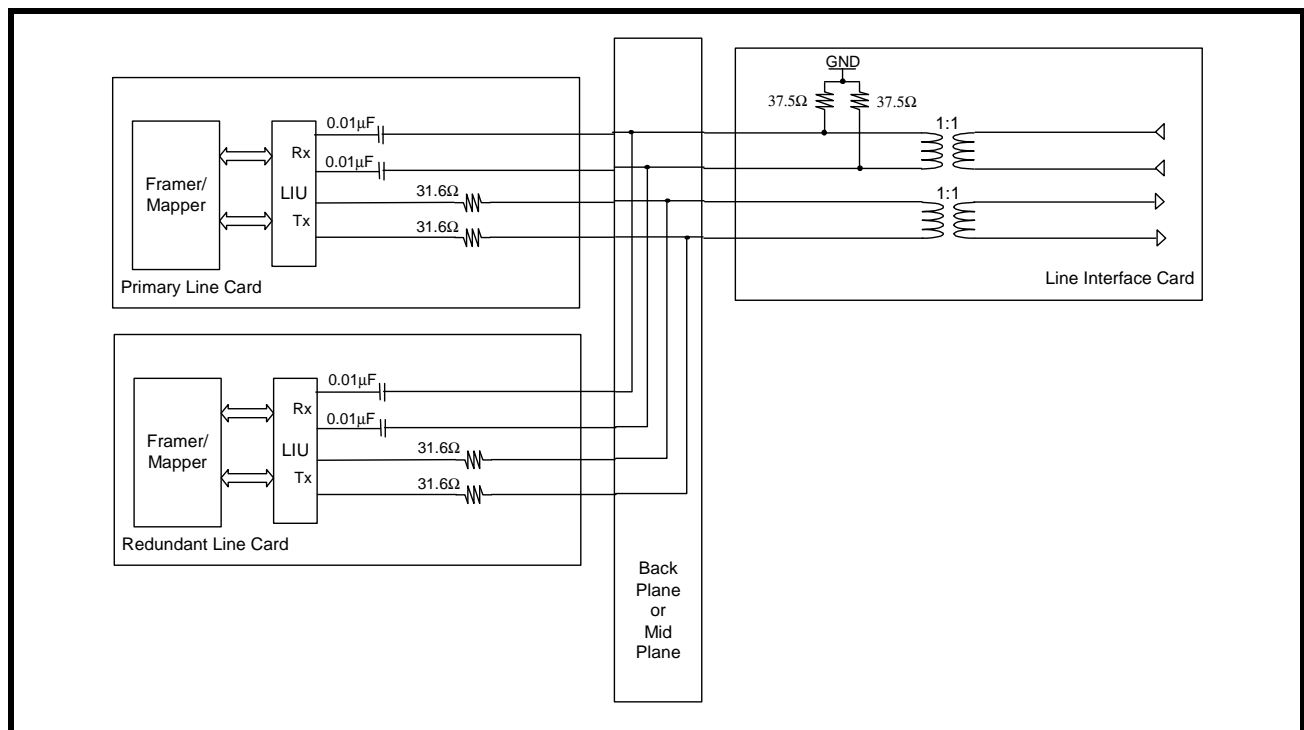 GND
37.5Ω
37.5Ω
1:1
1:1
Line Interface Card
0.01μF
0.01μF
31.6Ω
31.6Ω
Rx
LIU
Tx
Framer/
Mapper
Primary Line Card
0.01μF
0.01μF
31.6Ω
31.6Ω
Rx
LIU
Tx
Framer/
Mapper
Redundant Line Card
Back
Plane
or
Mid
Plane